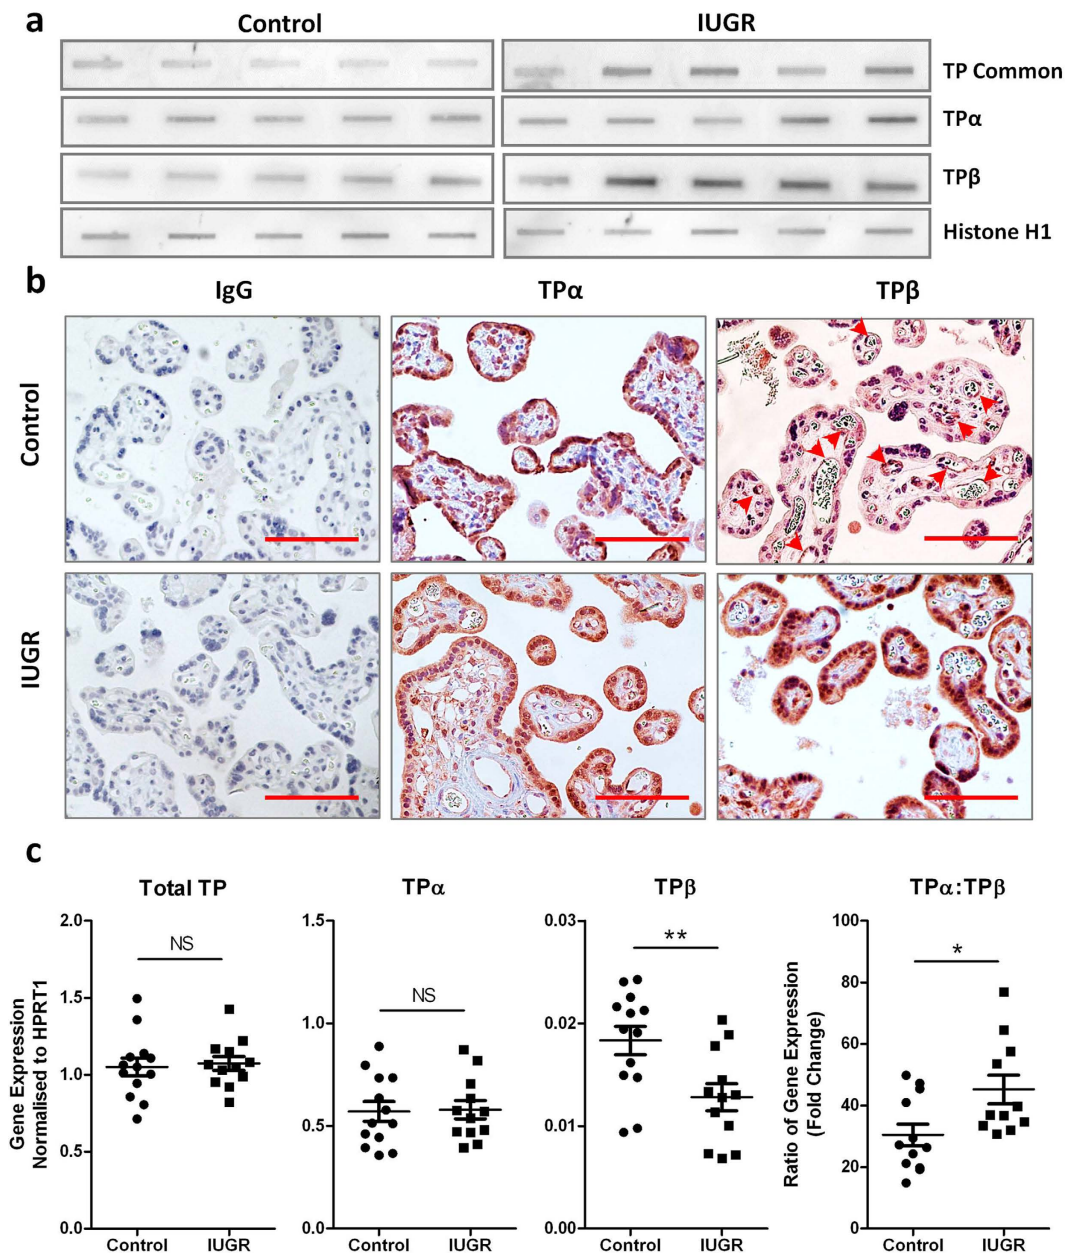 a
Control
IUGR
TP Common
TPα
TPβ
Histone H1
b
IgG
TPα
TPβ
Control
IUGR
c
Total TP
Gene Expression
Normalised to HPRT1
2.0
1.5
1.0
0.5
0.0
NS
Control
IUGR
TPα
1.5
1.0
0.5
0.0
NS
Control
IUGR
TPβ
0.03
0.02
0.01
0.00
**
Control
IUGR
TPα:TPβ
Ratio of Gene Expression
(Fold Change)
100
80
60
40
20
0
*
Control
IUGR